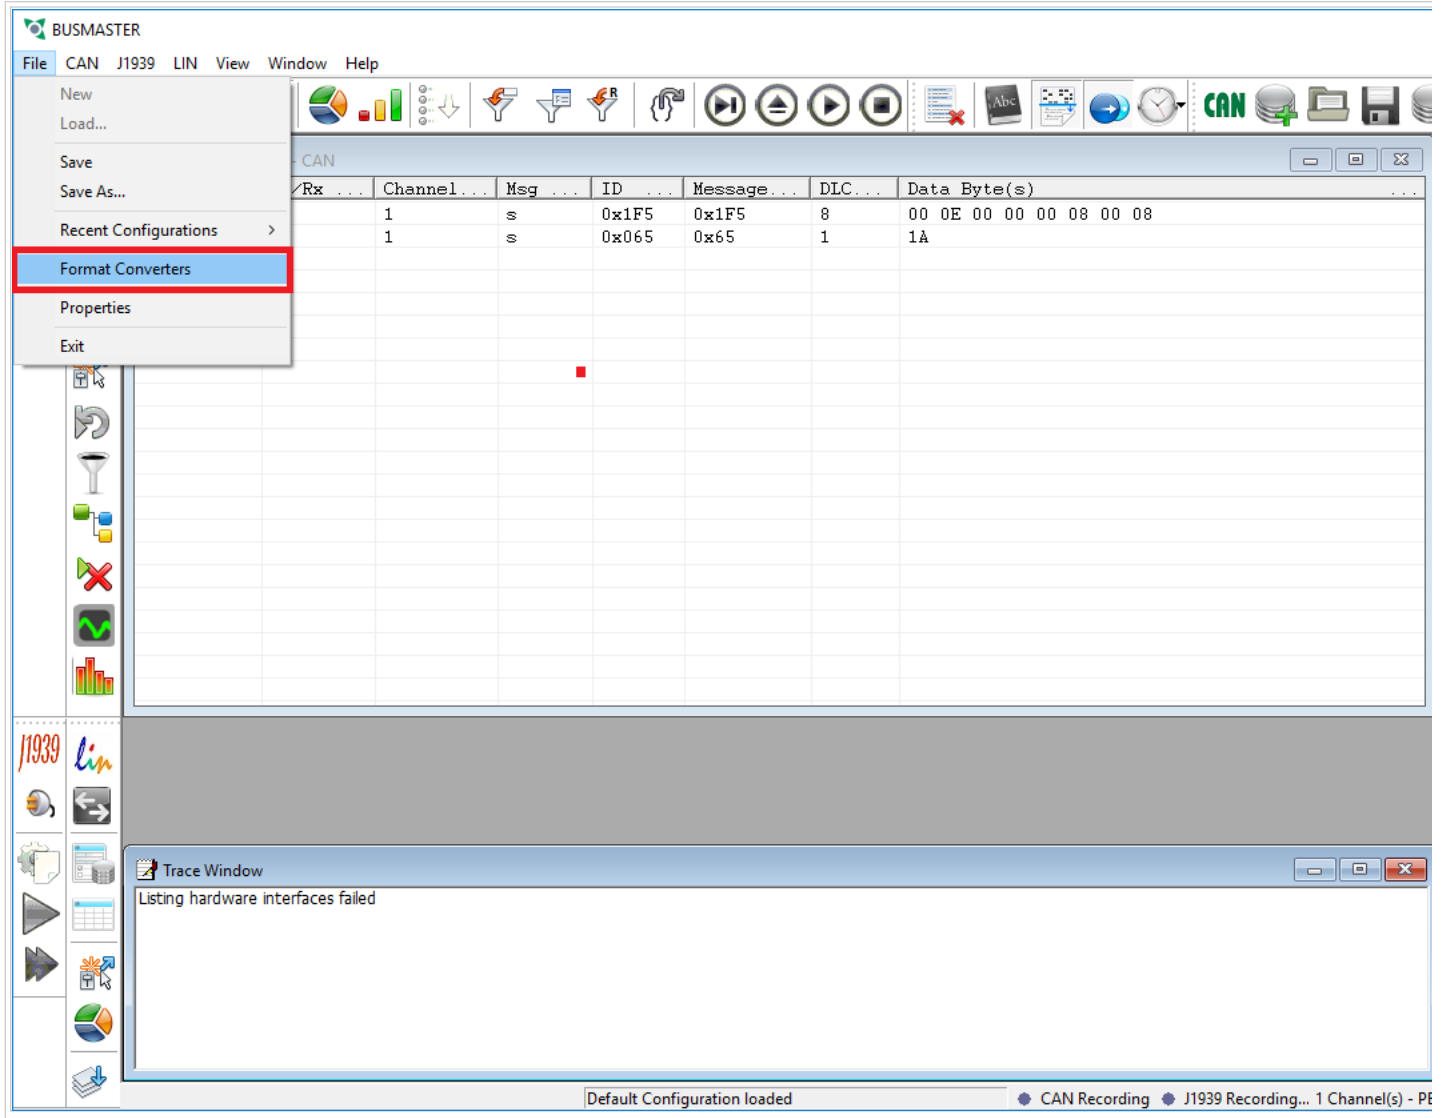 BUSMASTER
File CAN J1939 LIN View Window Help
New
Load...
Save
Save As...
Recent Configurations >
Format Converters
Properties
Exit
R
Abc
CAN
- CAN
/Rx ... Channel... Msg ... ID ... Message... DLC... Data Byte(s) ...
1 s 0x1F5 0x1F5 8 00 0E 00 00 00 08 00 08
1 s 0x065 0x65 1 1A
J1939 lin
Trace Window
Listing hardware interfaces failed
Default Configuration loaded CAN Recording J1939 Recording... 1 Channel(s) - PE